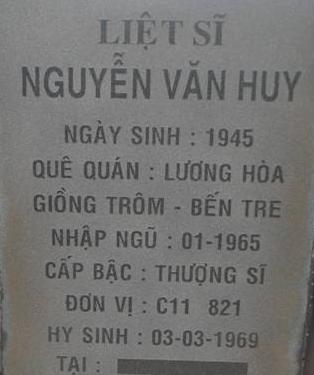 LIỆT SĨ
NGUYỄN VĂN HUY
NGÀY SINH : 1945
QUÊ QUÁN : LƯƠNG HÒA
GIỒNG TRÔM - BẾN TRE
NHẬP NGŨ : 01-1965
CẤP BẬC : THƯỢNG SĨ
ĐƠN VỊ : C11 821
HY SINH : 03-03-1969
TẠI :